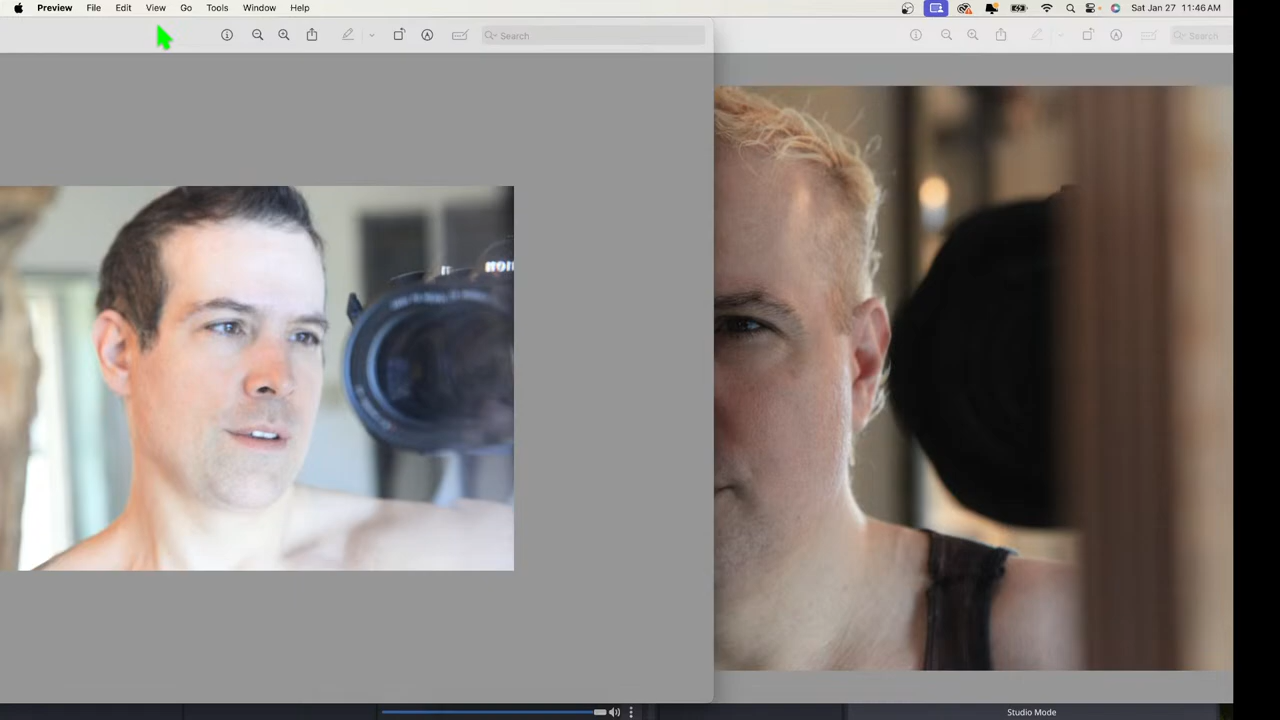 Preview File Edit View Go Tools Window Help Sat Jan 27 11:46 AM
Search Search
Studio Mode